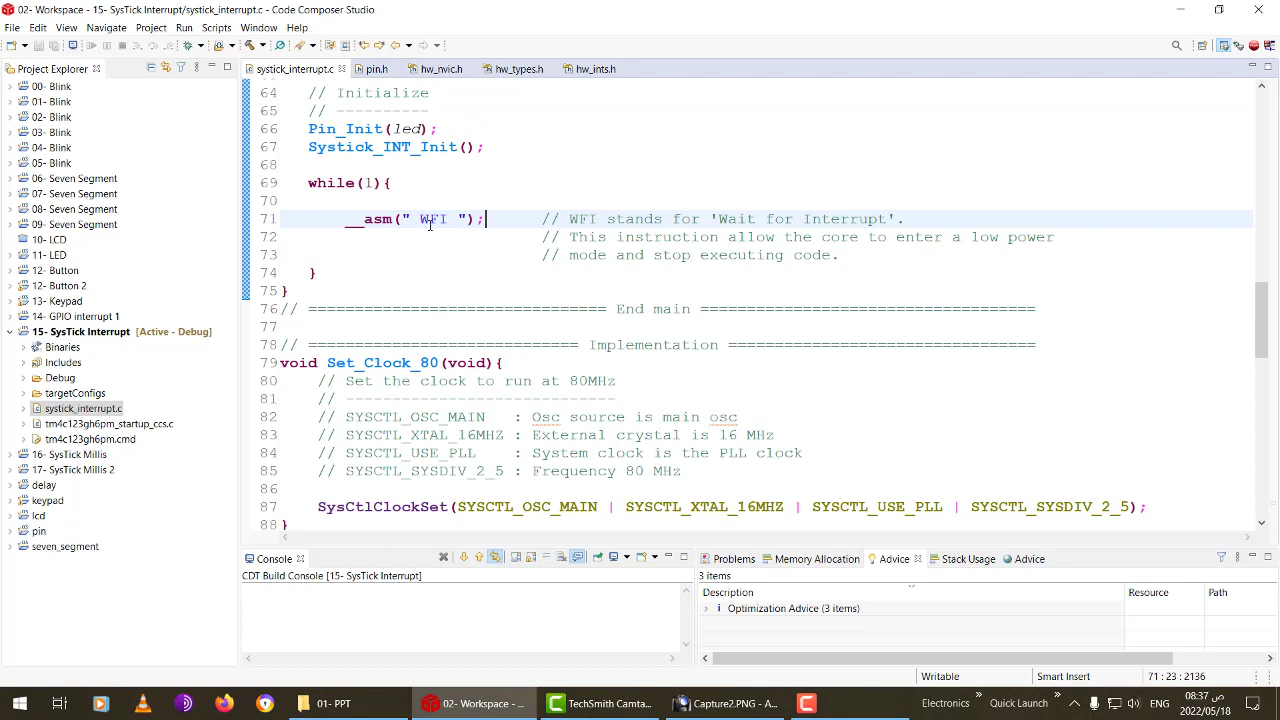 02- Workspace - 15- SysTick Interrupt/systick_interrupt.c - Code Composer Studio
File Edit View Navigate Project Run Scripts Window Help
Project Explorer
systick_interrupt.c pin.h hw_nvic.h hw_types.h hw_ints.h
00- Blink
01- Blink
02- Blink
03- Blink
04- Blink
05- Blink
06- Seven Segment
07- Seven Segment
08- Seven Segment
09- Seven Segment
10- LCD
11- LCD
12- Button
12- Button 2
13- Keypad
14- GPIO interrupt 1
15- SysTick Interrupt [Active - Debug]
Binaries
Includes
Debug
targetConfigs
systick_interrupt.c
tm4c123gh6pm_startup_ccs.c
tm4c123gh6pm.cmd
16- SysTick Millis
17- SysTick Millis 2
delay
keypad
lcd
pin
seven_segment
64 // Initialize
65 // ----------
66 Pin_Init(led);
67 Systick_INT_Init();
68
69 while(1){
70
71 __asm(" WFI "); // WFI stands for 'Wait for Interrupt'.
72 // This instruction allow the core to enter a low power
73 // mode and stop executing code.
74 }
75 }
76 // ================================ End main ====================================
77
78 // ============================= Implementation ==================================
79 void Set_Clock_80(void){
80 // Set the clock to run at 80MHz
81 // -----------------------------
82 // SYSCTL_OSC_MAIN : Osc source is main osc
83 // SYSCTL_XTAL_16MHZ : External crystal is 16 MHz
84 // SYSCTL_USE_PLL : System clock is the PLL clock
85 // SYSCTL_SYSDIV_2_5 : Frequency 80 MHz
86
87 SysCtlClockSet(SYSCTL_OSC_MAIN | SYSCTL_XTAL_16MHZ | SYSCTL_USE_PLL | SYSCTL_SYSDIV_2_5);
88 }
Console
CDT Build Console [15- SysTick Interrupt]
Problems Memory Allocation Advice Stack Usage Advice
3 items
Description Resource Path
Optimization Advice (3 items)
Writable Smart Insert 71 : 23 : 2136
01- PPT 02- Workspace - ... TechSmith Camta... Capture2.PNG - A... Electronics Quick Launch ENG 08:37 ص
2022/05/18